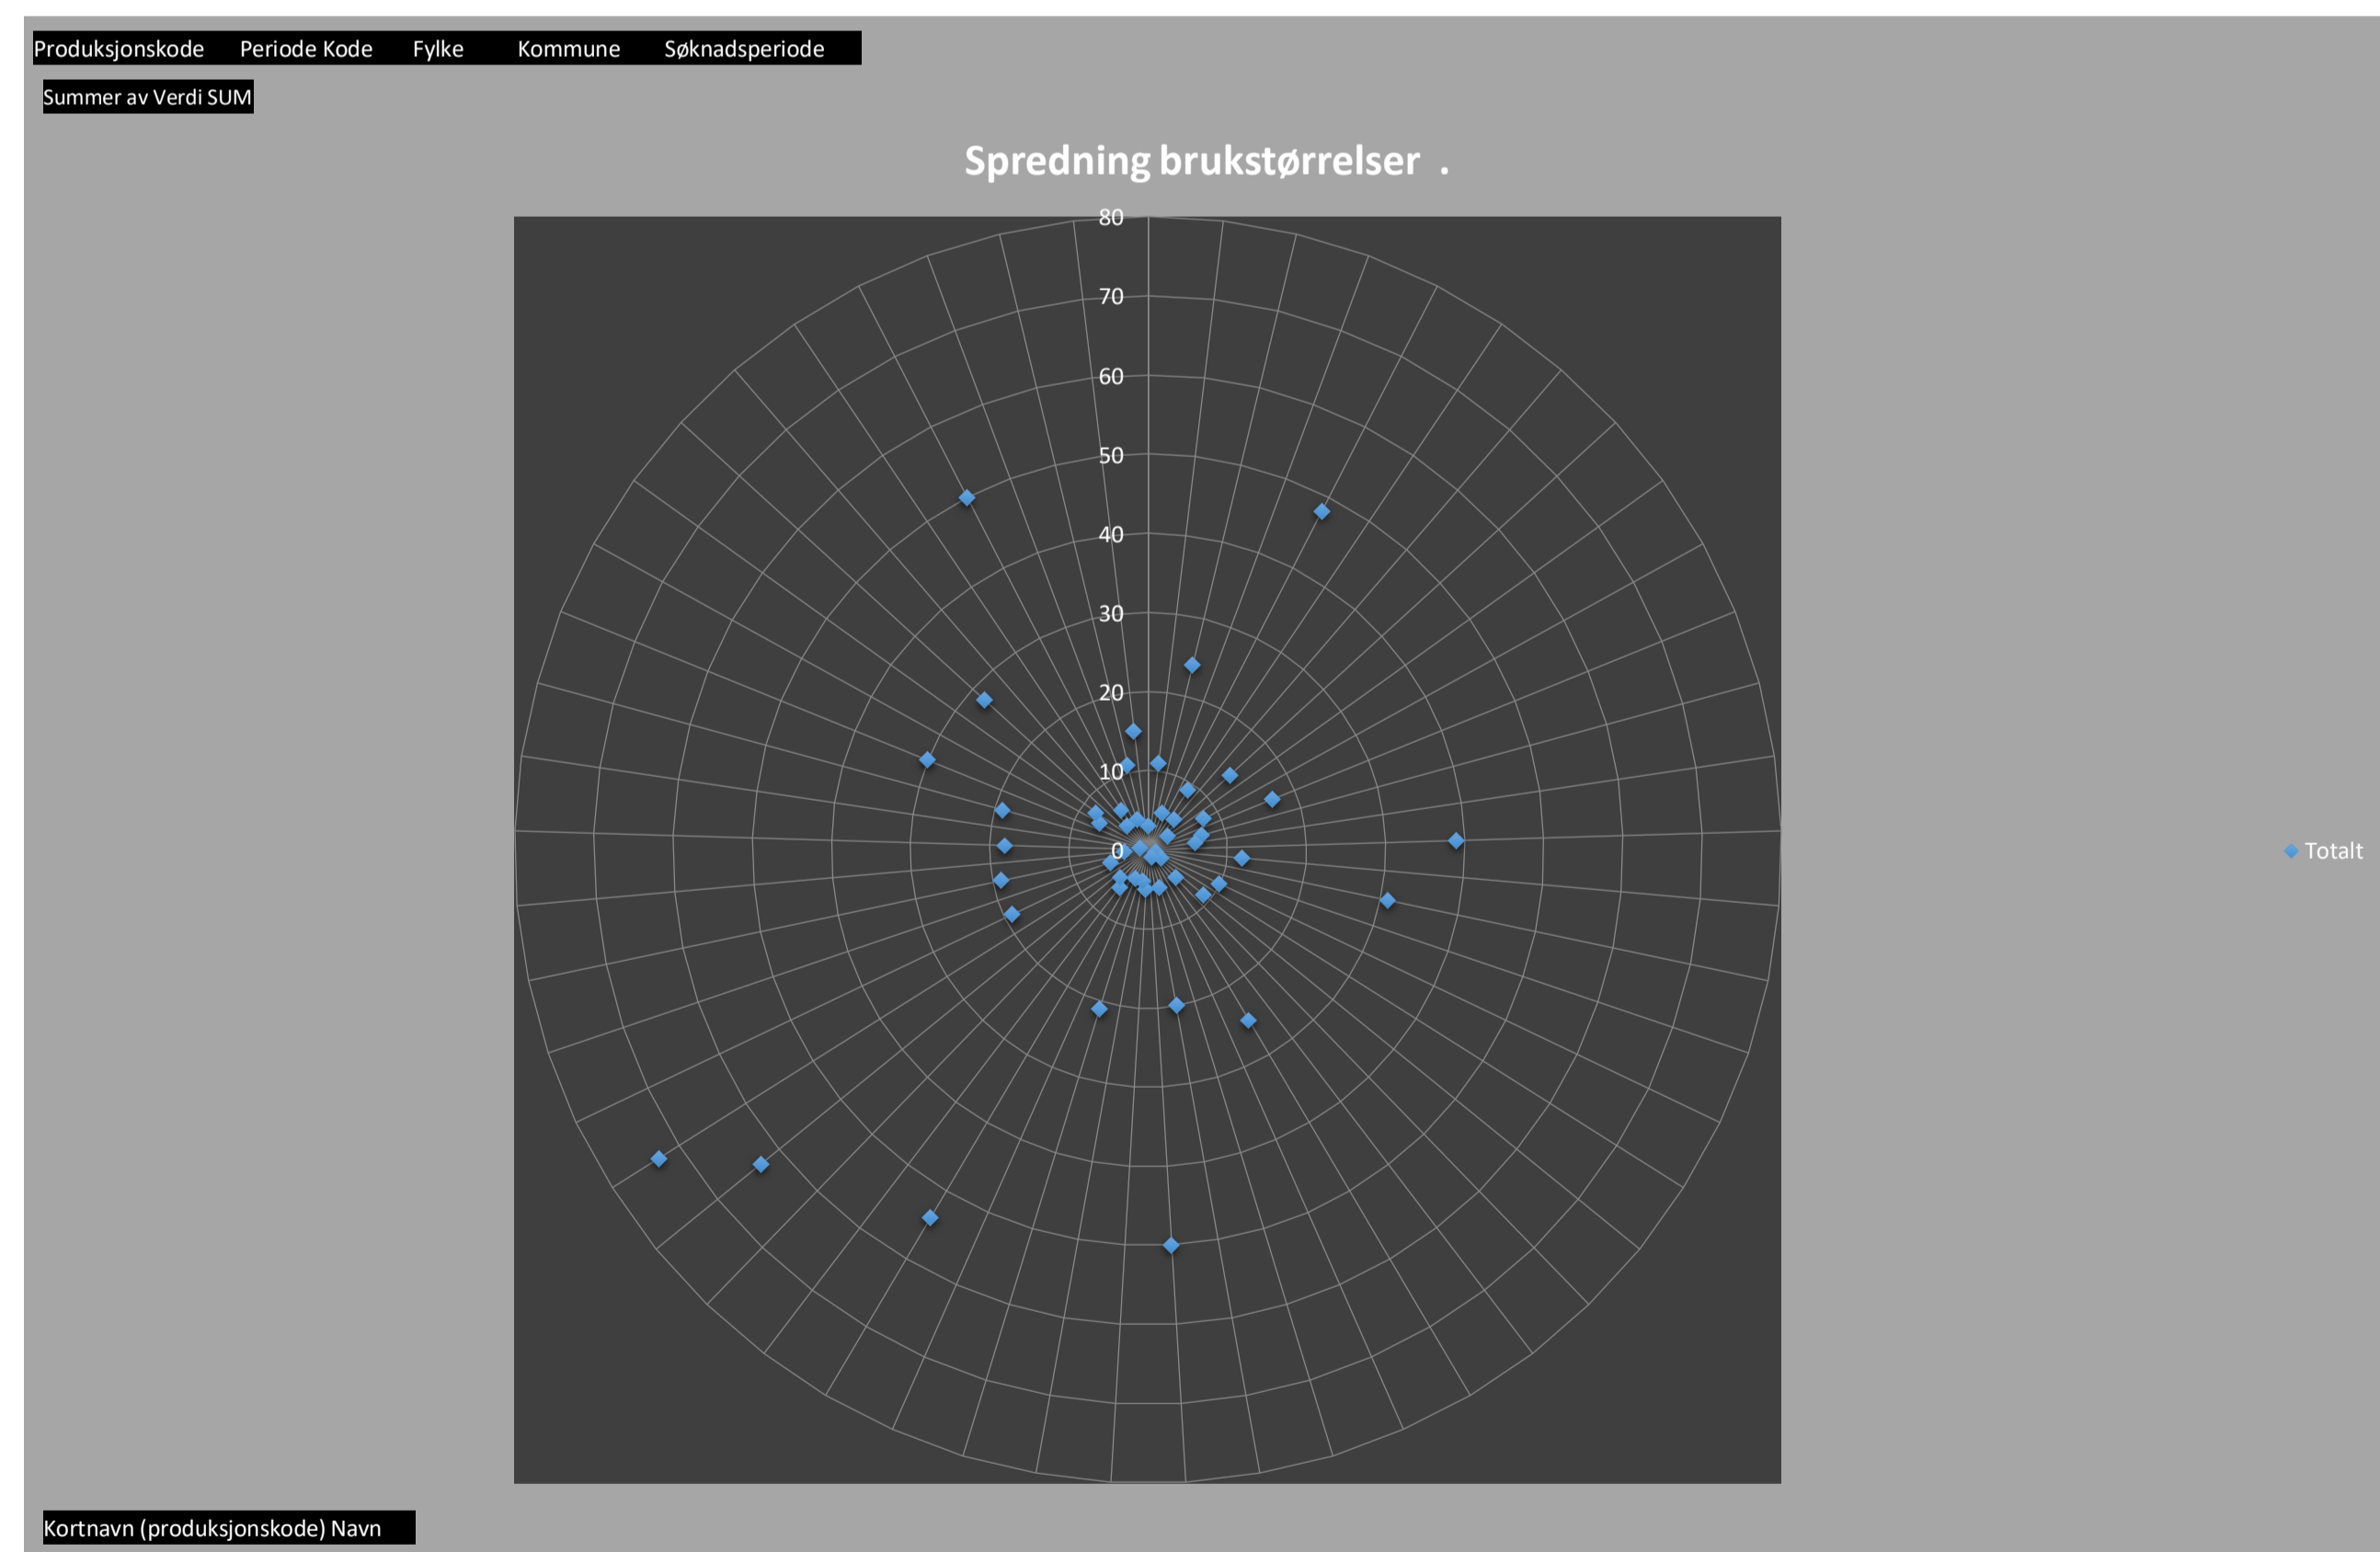 Produksjonskode Periode Kode Fylke Kommune Søknadsperiode
Summer av Verdi SUM
Spredning brukstørrelser .
80
70
60
50
40
30
20
10
0
Totalt
Kortnavn (produksjonskode) Navn